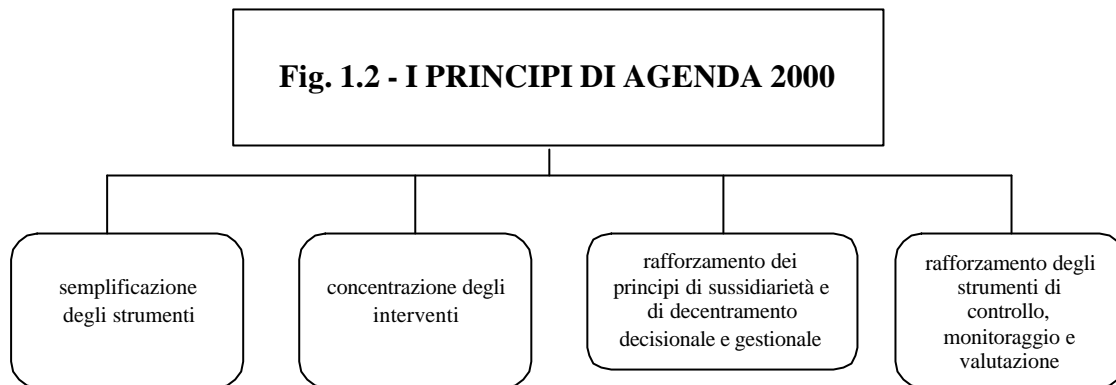 Fig. 1.2 - I PRINCIPI DI AGENDA 2000
semplificazione
degli strumenti
concentrazione degli
interventi
rafforzamento dei
principi di sussidiarietà e
di decentramento
decisionale e gestionale
rafforzamento degli
strumenti di
controllo,
monitoraggio e
valutazione